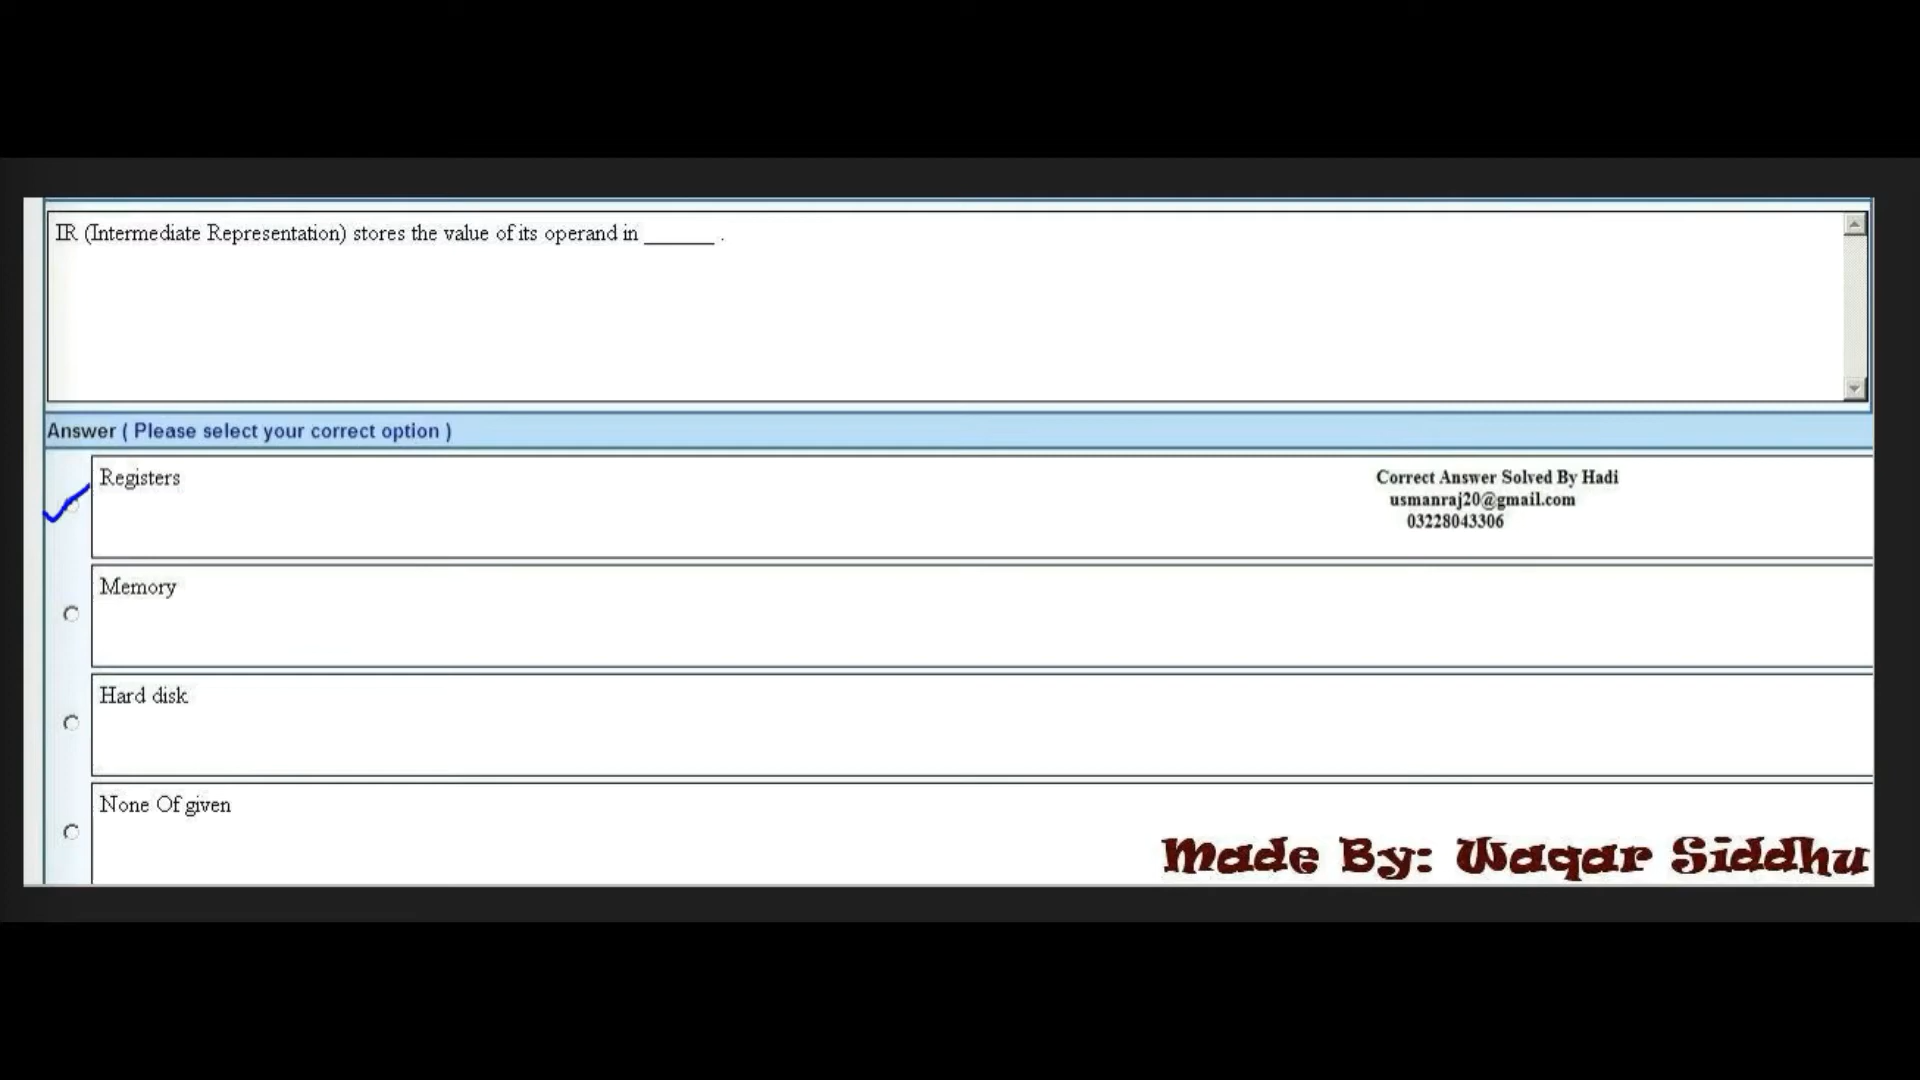 IR (Intermediate Representation) stores the value of its operand in ______ .
Answer ( Please select your correct option )
Registers
Correct Answer Solved By Hadi
usmanraj20@gmail.com
03228043306
Memory
Hard disk
None Of given
Made By: Waqar Siddhu